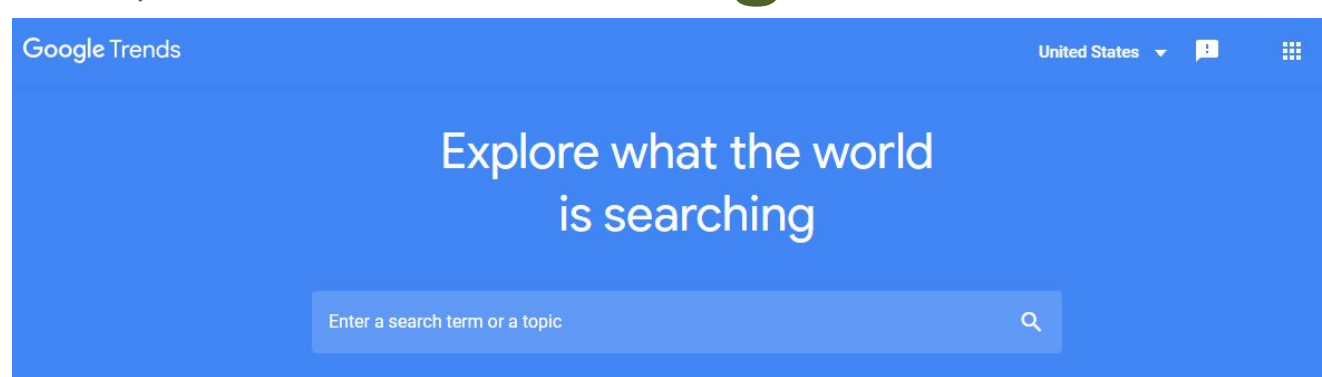 Google Trends
United States
Explore what the world
is searching
Enter a search term or a topic